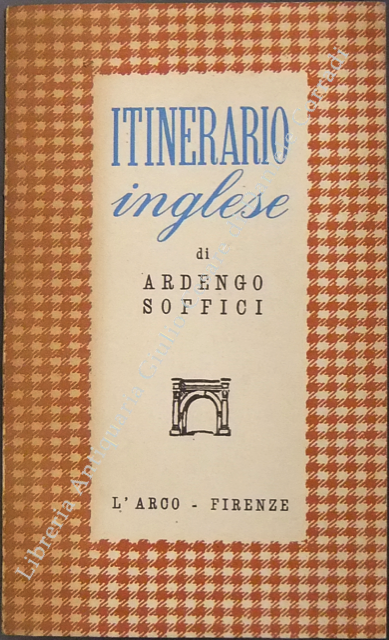 ITINERARIO
inglese
di
ARDENGO
SOFFICI
L'ARCO - FIRENZE
Libreria Antiquaria